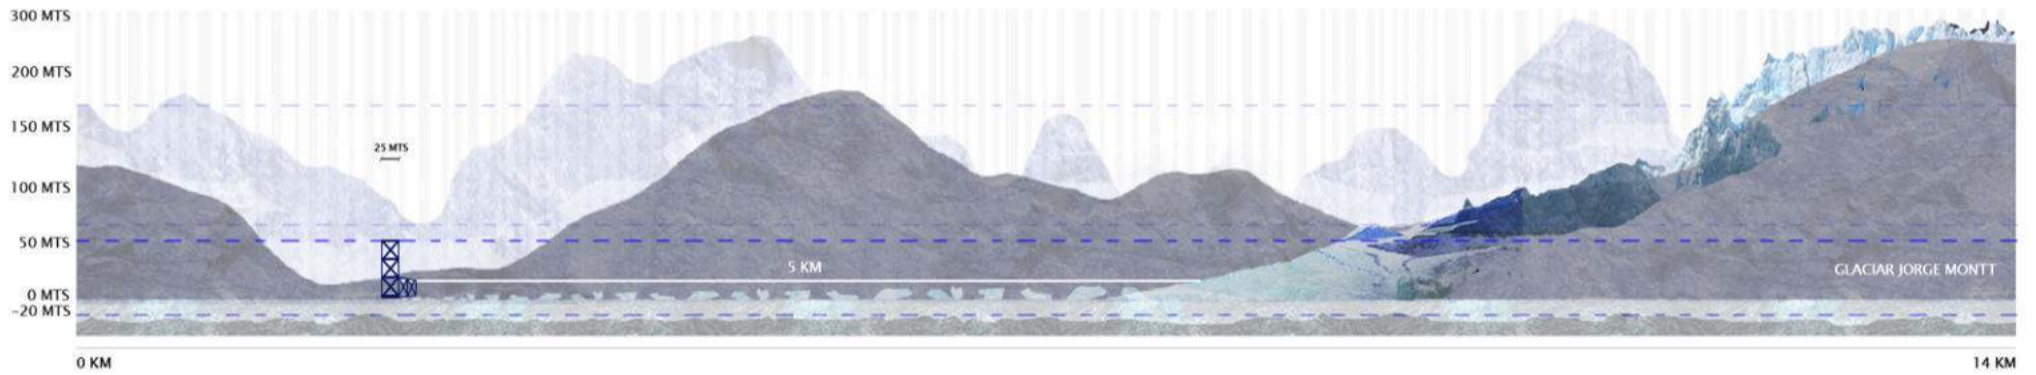 300 MTS
200 MTS
150 MTS
25 MTS
100 MTS
50 MTS
5 KM
GLACIAR JORGE MONTT
0 MTS
-20 MTS
0 KM
14 KM